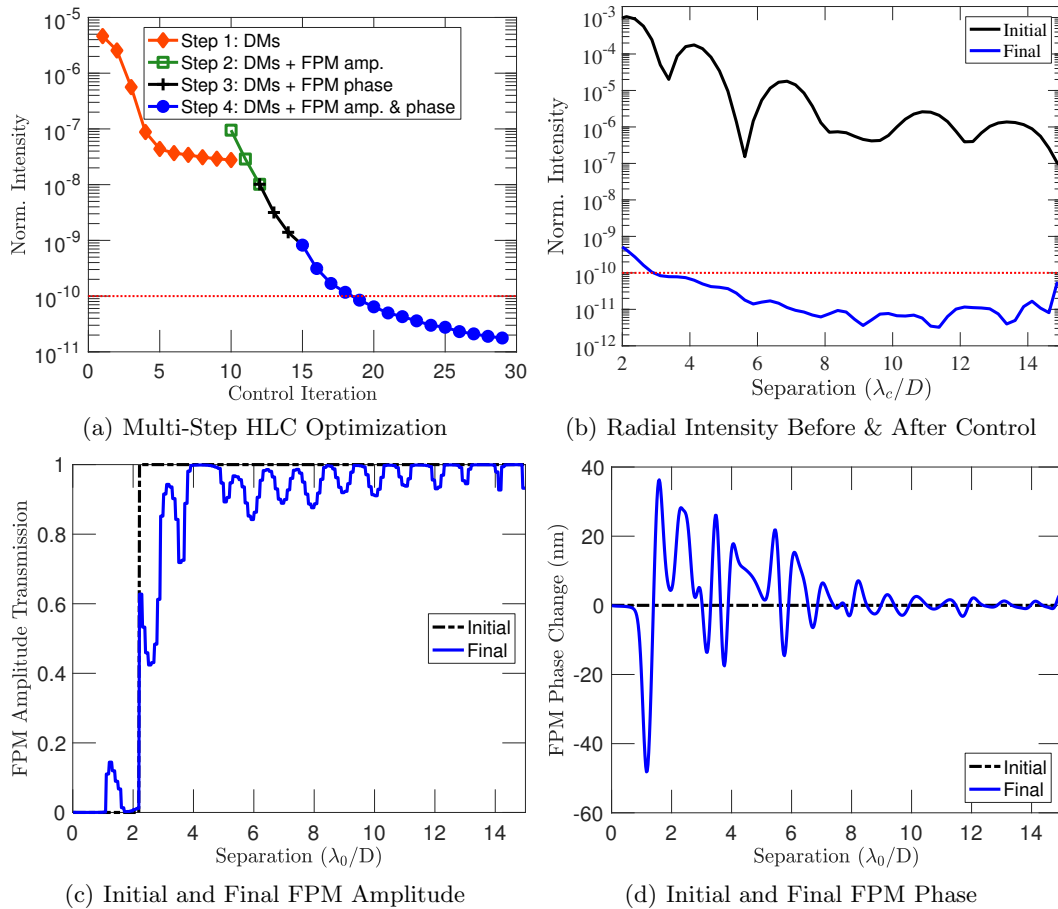 10⁻⁵
10⁻⁶
10⁻⁷
10⁻⁸
10⁻⁹
10⁻¹⁰
10⁻¹¹
Norm. Intensity
Step 1: DMs
Step 2: DMs + FPM amp.
Step 3: DMs + FPM phase
Step 4: DMs + FPM amp. & phase
0 5 10 15 20 25 30
Control Iteration
(a) Multi-Step HLC Optimization
10⁻³
10⁻⁴
10⁻⁵
10⁻⁶
10⁻⁷
10⁻⁸
10⁻⁹
10⁻¹⁰
10⁻¹¹
10⁻¹²
Norm. Intensity
Initial
Final
2 4 6 8 10 12 14
Separation (λc/D)
(b) Radial Intensity Before & After Control
1
0.8
0.6
0.4
0.2
0
FPM Amplitude Transmission
Initial
Final
0 2 4 6 8 10 12 14
Separation (λ₀/D)
(c) Initial and Final FPM Amplitude
40
20
0
-20
-40
-60
FPM Phase Change (nm)
Initial
Final
0 2 4 6 8 10 12 14
Separation (λ₀/D)
(d) Initial and Final FPM Phase